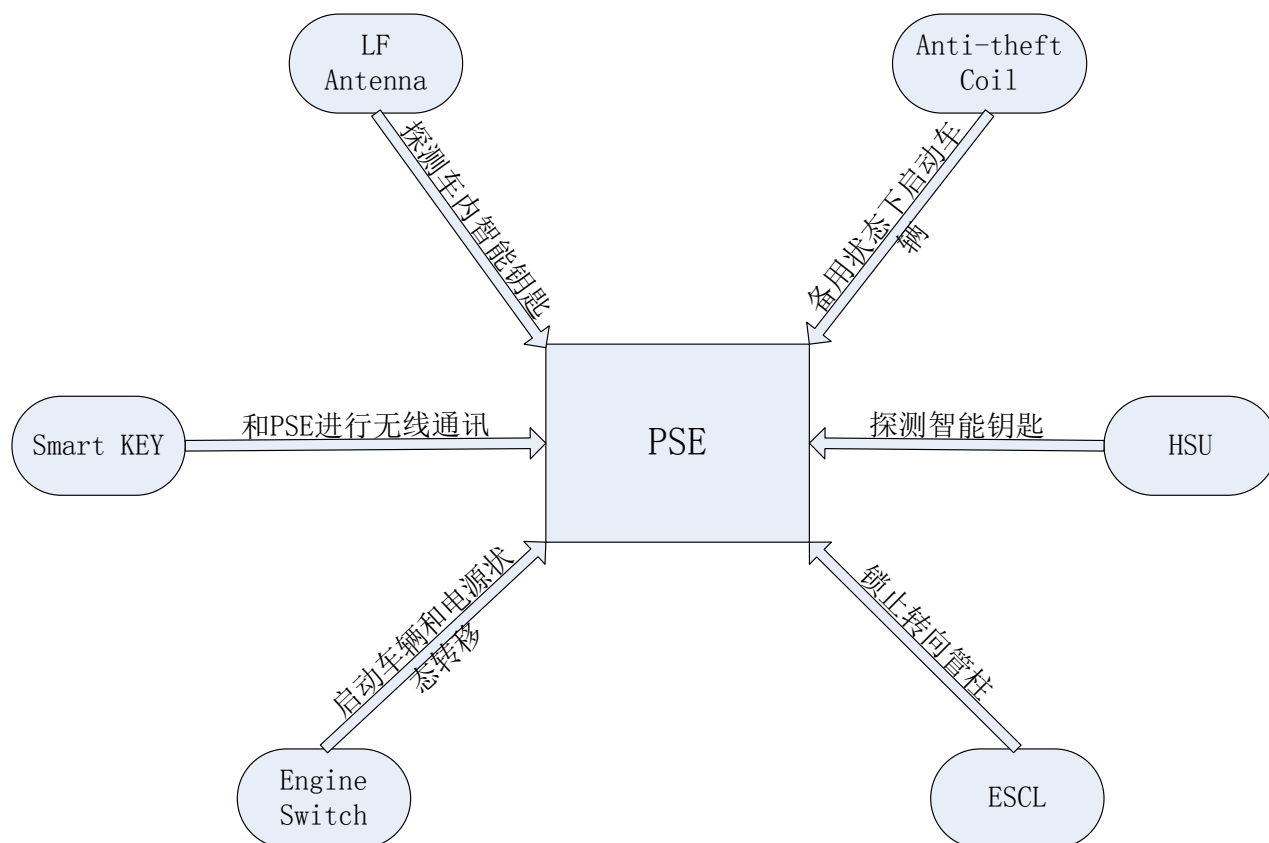 LF
Antenna
Anti-theft
Coil
探测车内智能钥匙
备用状态下启动车
辆
Smart KEY
和PSE进行无线通讯
PSE
探测智能钥匙
HSU
启动车辆和电源状
态转移
锁止转向管柱
Engine
Switch
ESCL